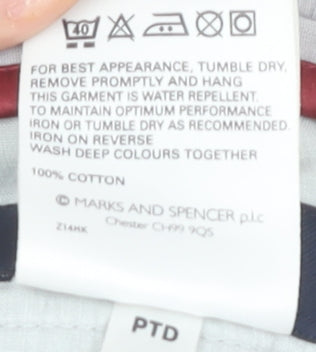 40
FOR BEST APPEARANCE, TUMBLE DRY,
REMOVE PROMPTLY AND HANG
THIS GARMENT IS WATER REPELLENT.
TO MAINTAIN OPTIMUM PERFORMANCE
IRON OR TUMBLE DRY AS RECOMMENDED.
IRON ON REVERSE
WASH DEEP COLOURS TOGETHER
100% COTTON
© MARKS AND SPENCER p.l.c
Chester CH99 9QS
Z14HK
PTD